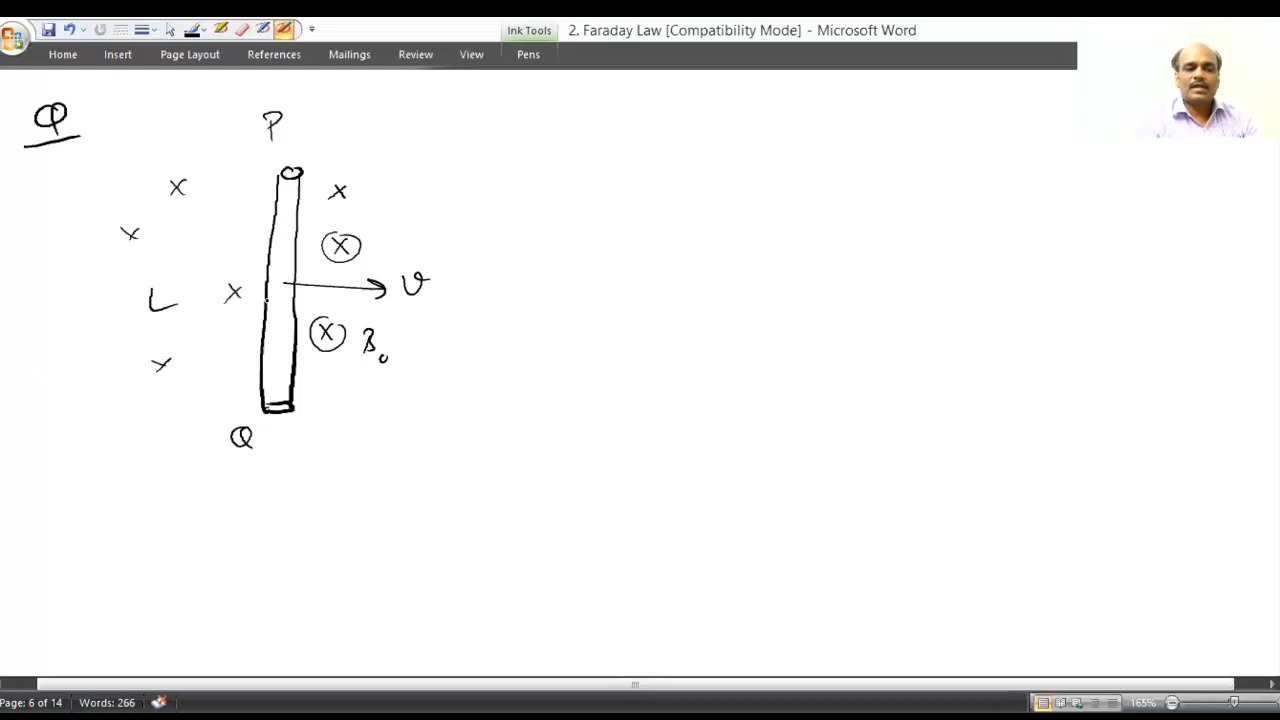 Ink Tools
2. Faraday Law [Compatibility Mode] - Microsoft Word
Home Insert Page Layout References Mailings Review View Pens
Q
P
x
x
x
x
L x v
x B₀
x
Q
Page: 6 of 14 Words: 266 165%